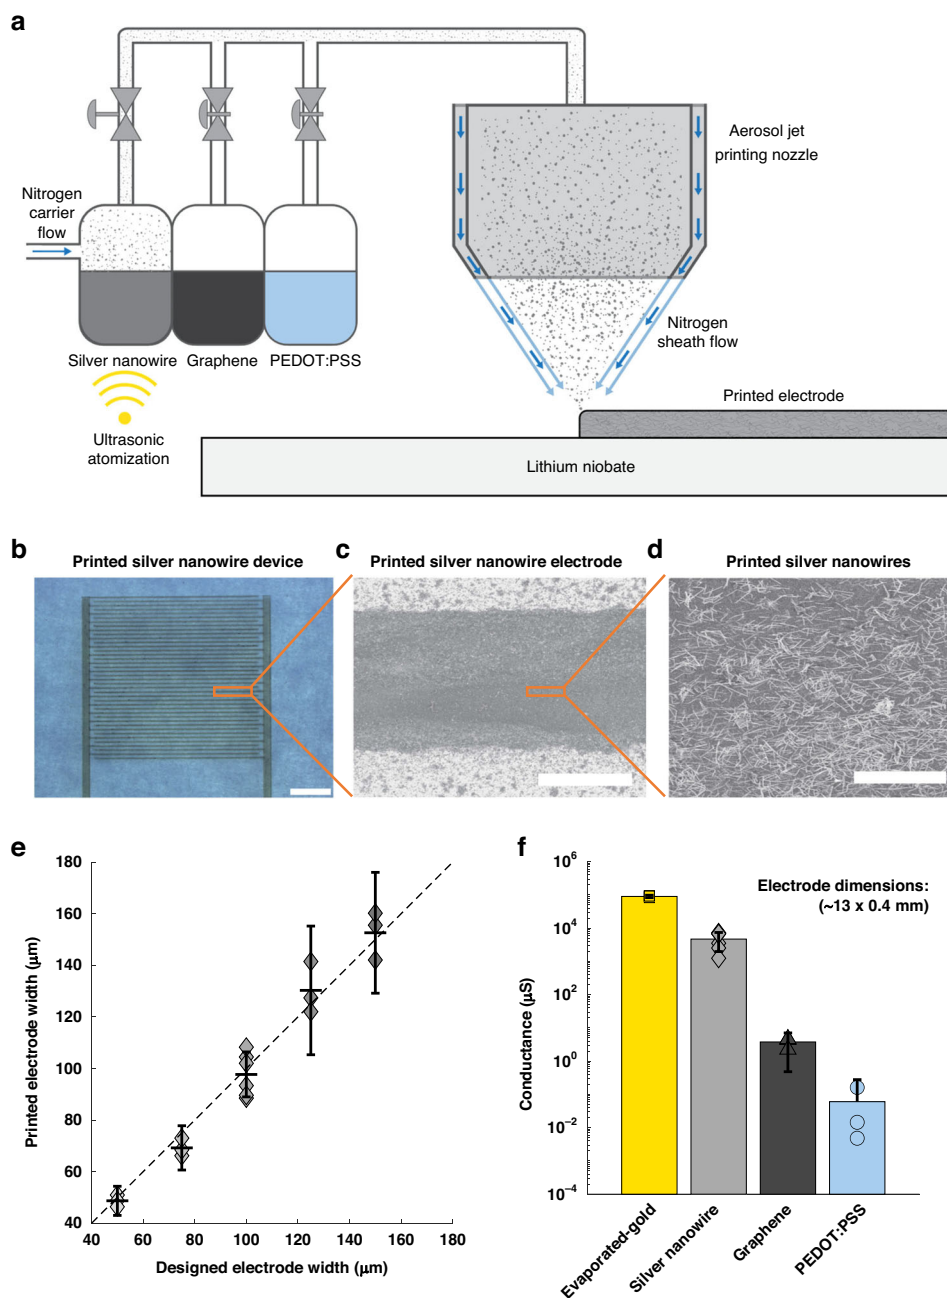 a
Nitrogen
carrier
flow
Silver nanowire
Graphene
PEDOT:PSS
Ultrasonic
atomization
Aerosol jet
printing nozzle
Nitrogen
sheath flow
Printed electrode
Lithium niobate
b
Printed silver nanowire device
c
Printed silver nanowire electrode
d
Printed silver nanowires
e
180
160
140
120
100
80
60
40
40 60 80 100 120 140 160 180
Printed electrode width (μm)
Designed electrode width (μm)
f
10⁶
10⁴
10²
10⁰
10⁻²
10⁻⁴
Conductance (μS)
Electrode dimensions:
(~13 x 0.4 mm)
Evaporated-gold
Silver nanowire
Graphene
PEDOT:PSS